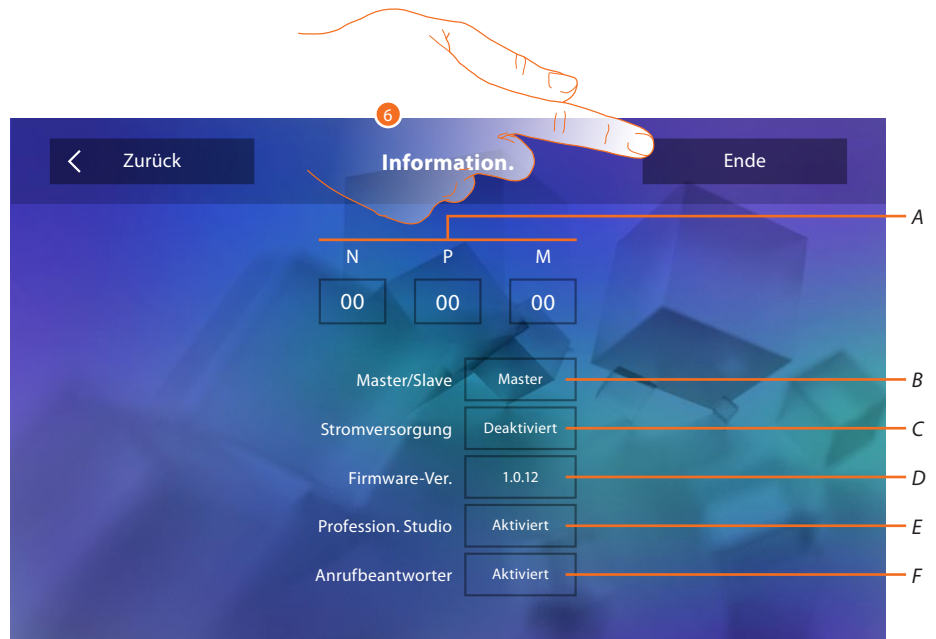 6
Zurück
Information.
Ende
A
N P M
00 00 00
Master/Slave Master B
Stromversorgung Deaktiviert C
Firmware-Ver. 1.0.12 D
Profession. Studio Aktiviert E
Anrufbeantworter Aktiviert F